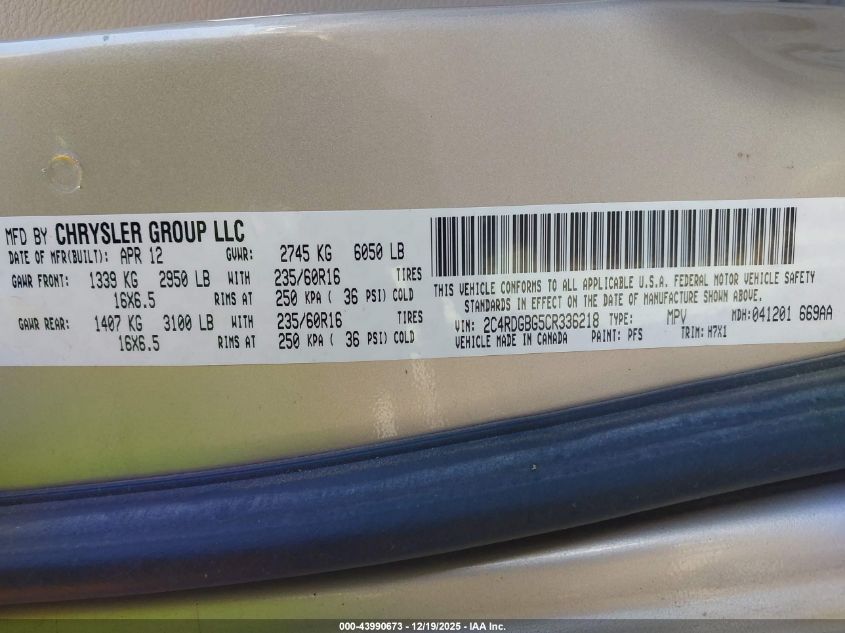 MFD BY CHRYSLER GROUP LLC
DATE OF MFR(BUILT): APR 12 GVWR: 2745 KG 6050 LB
GAWR FRONT: 1339 KG 2950 LB WITH 235/60R16 TIRES
16X6.5 RIMS AT 250 KPA ( 36 PSI) COLD
GAWR REAR: 1407 KG 3100 LB WITH 235/60R16 TIRES
16X6.5 RIMS AT 250 KPA ( 36 PSI) COLD
THIS VEHICLE CONFORMS TO ALL APPLICABLE U.S.A. FEDERAL MOTOR VEHICLE SAFETY
STANDARDS IN EFFECT ON THE DATE OF MANUFACTURE SHOWN ABOVE.
VIN: 2C4RDGBG5CR336218 TYPE: MPV MDH:041201 669AA
VEHICLE MADE IN CANADA PAINT: PFS TRIM: H7X1
000-43990673 - 12/19/2025 - IAA Inc.